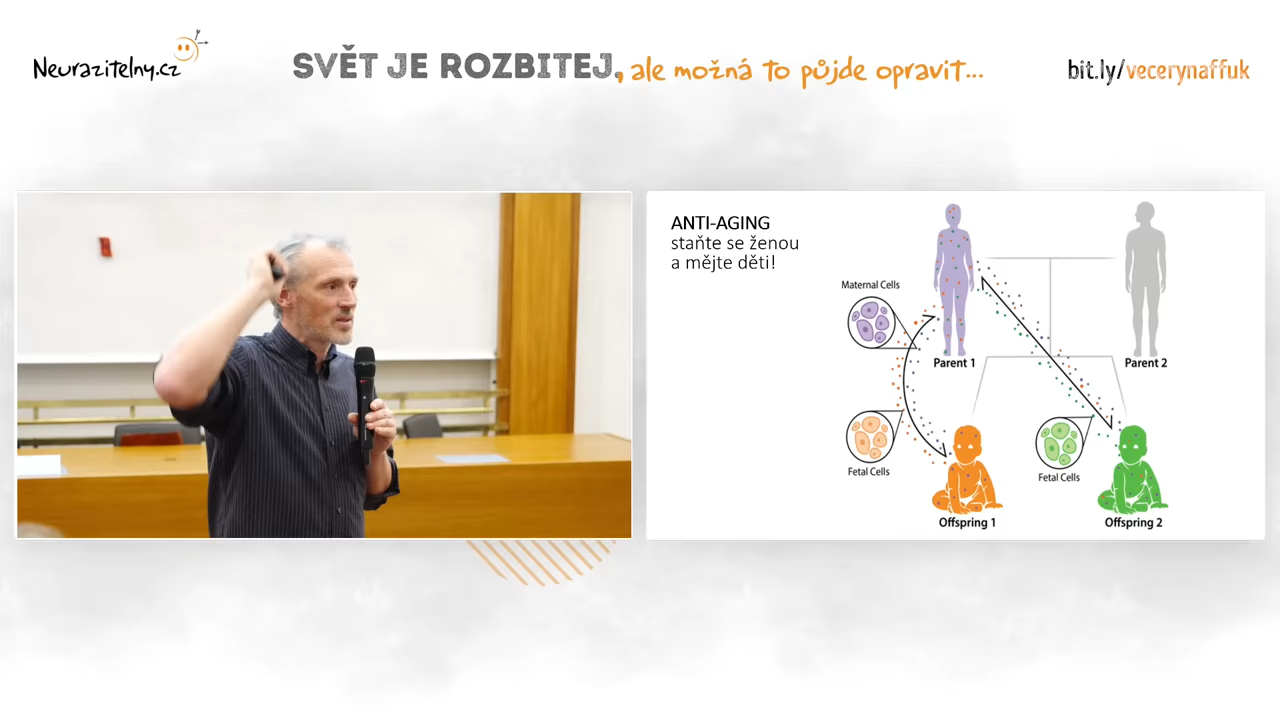 Neurazitelny.cz
SVĚT JE ROZBITEJ, ale možná to půjde opravit...
bit.ly/vecerynaffuk
ANTI-AGING
staňte se ženou
a mějte děti!
Maternal Cells
Parent 1
Parent 2
Fetal Cells
Fetal Cells
Offspring 1
Offspring 2